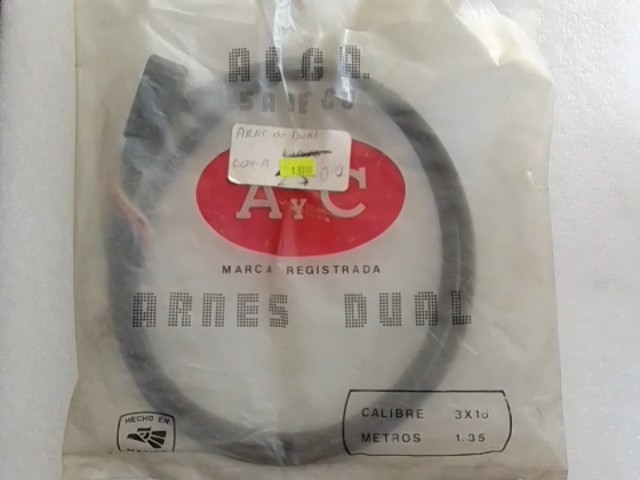 ALCA.
ARNES DUAL
A Y C
MARCA REGISTRADA
ARNES DUAL
CALIBRE 3X16
METROS 1.35
HECHO EN